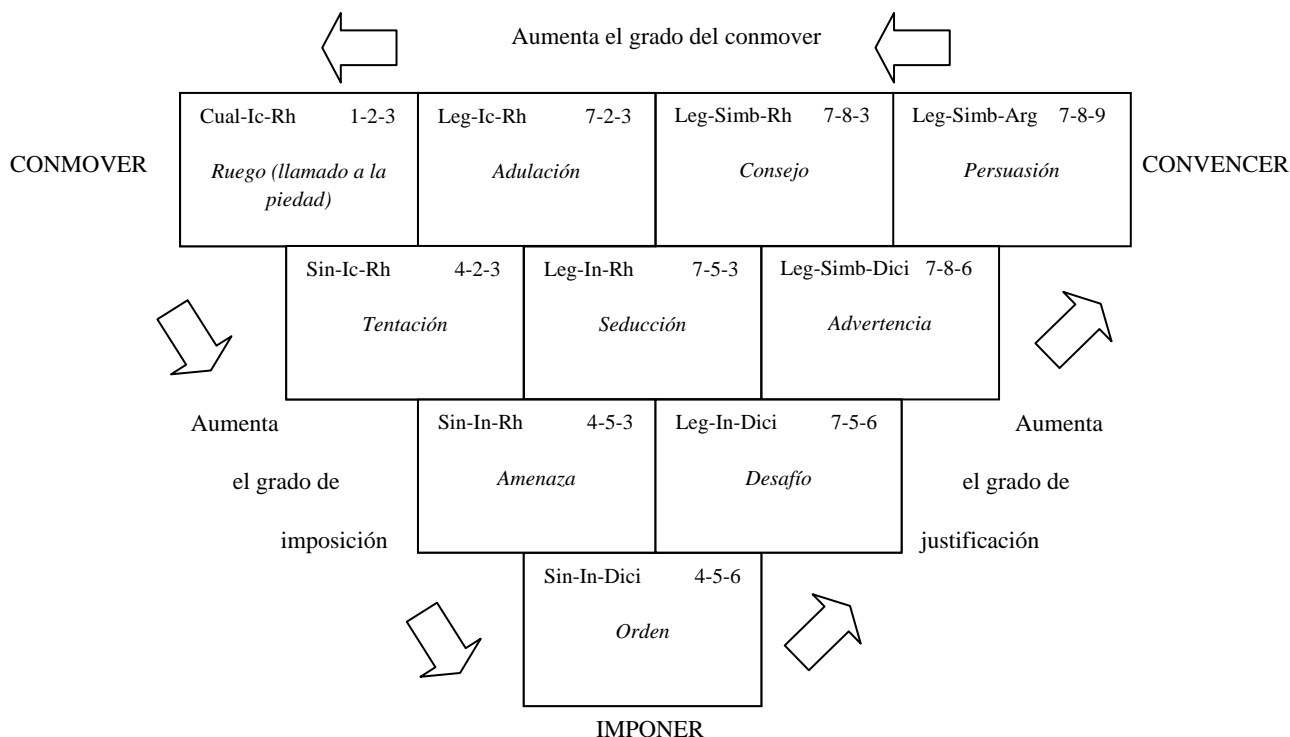 Aumenta el grado del conmover
Cual-Ic-Rh 1-2-3
Leg-Ic-Rh 7-2-3
Leg-Simb-Rh 7-8-3
Leg-Simb-Arg 7-8-9
CONMOVER
Ruego (llamado a la
piedad)
Adulación
Consejo
Persuasión
CONVENCER
Sin-Ic-Rh 4-2-3
Leg-In-Rh 7-5-3
Leg-Simb-Dici 7-8-6
Tentación
Seducción
Advertencia
Aumenta
el grado de
imposición
Sin-In-Rh 4-5-3
Leg-In-Dici 7-5-6
Amenaza
Desafío
Aumenta
el grado de
justificación
Sin-In-Dici 4-5-6
Orden
IMPONER